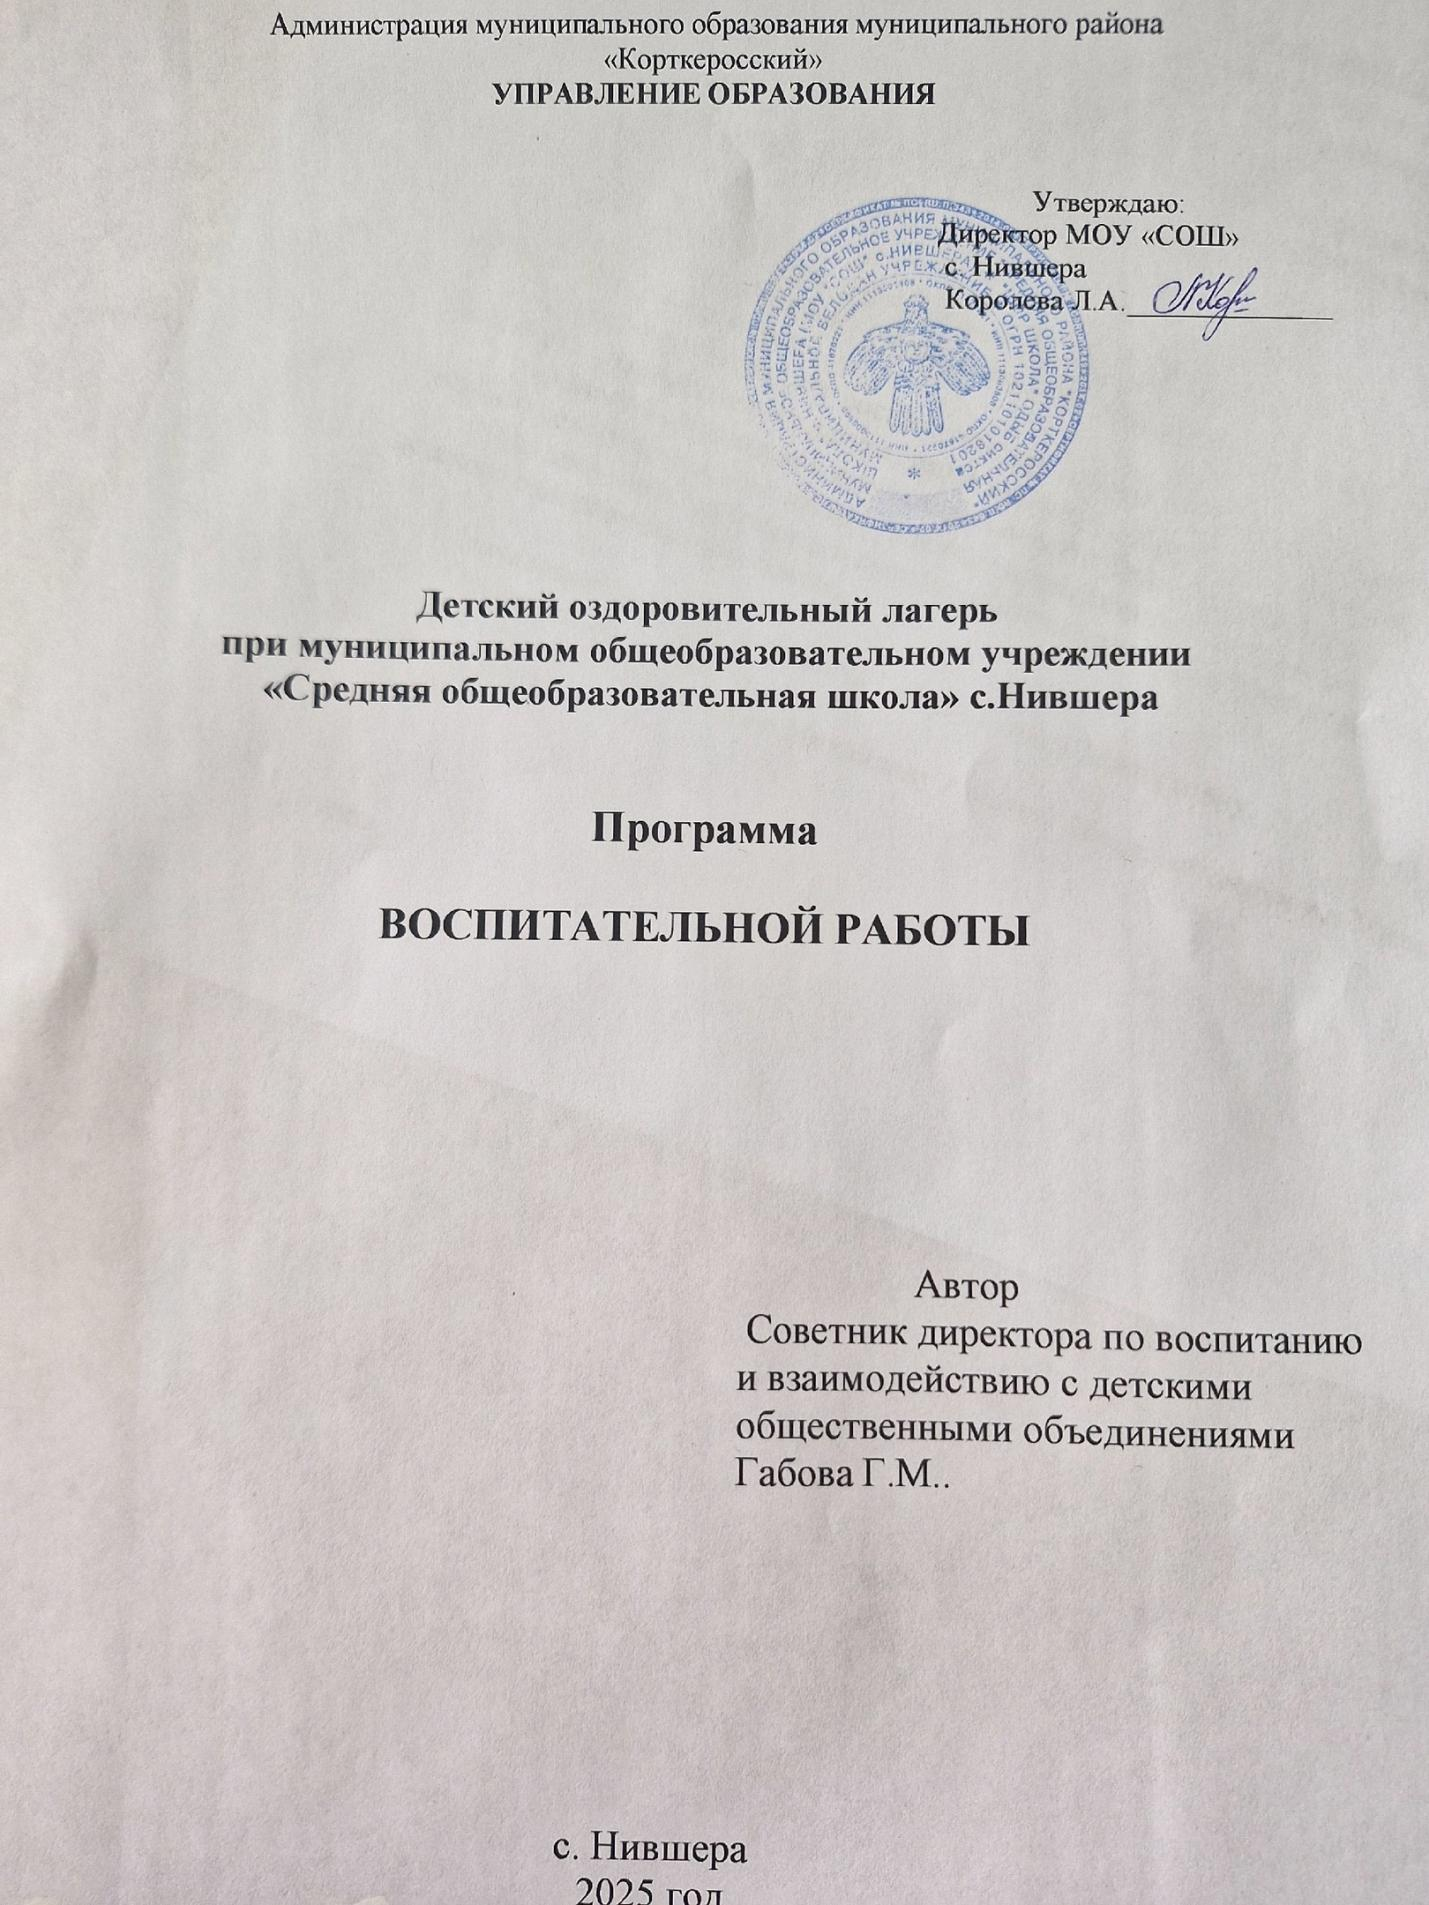 Администрация муниципального образования муниципального района
«Корткеросский»
УПРАВЛЕНИЕ ОБРАЗОВАНИЯ
Утверждаю:
Директор МОУ «СОШ»
с. Нившера
Королева Л.А.
Детский оздоровительный лагерь
при муниципальном общеобразовательном учреждении
«Средняя общеобразовательная школа» с.Нившера
Программа
ВОСПИТАТЕЛЬНОЙ РАБОТЫ
Автор
Советник директора по воспитанию
и взаимодействию с детскими
общественными объединениями
Габова Г.М..
с. Нившера
2025 год